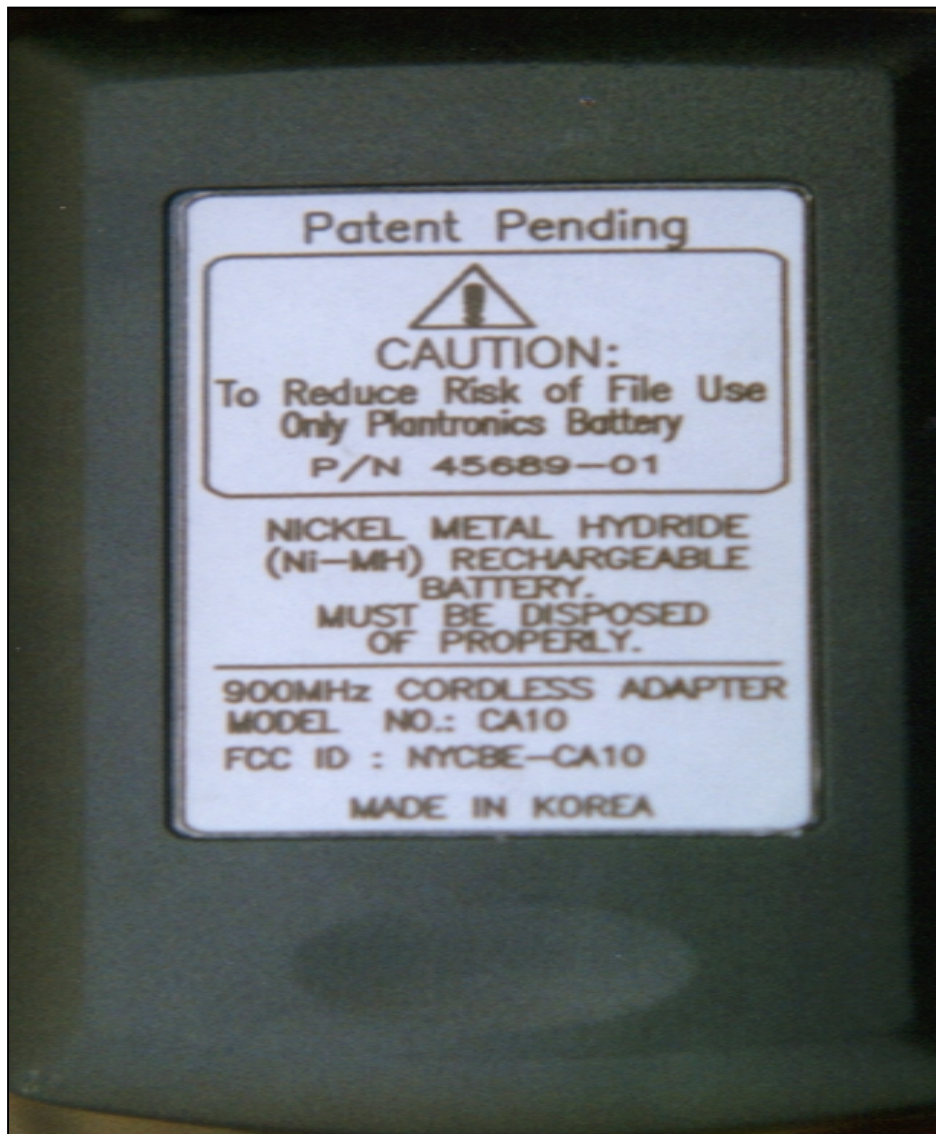 Patent Pending
CAUTION:
To Reduce Risk of File Use
Only Plantronics Battery
P/N 45689-01
NICKEL METAL HYDRIDE
(Ni-MH) RECHARGEABLE
BATTERY.
MUST BE DISPOSED
OF PROPERLY.
900MHz CORDLESS ADAPTER
MODEL NO.: CA10
FCC ID : NYCBE-CA10
MADE IN KOREA